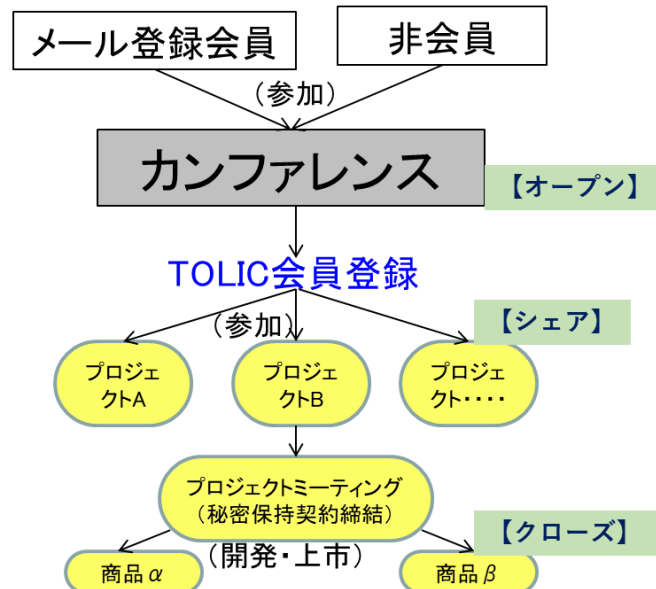 メール登録会員
非会員
（参加）
カンファレンス
【オープン】
TOLIC会員登録
（参加）
【シェア】
プロジェ
クトA
プロジェ
クトB
プロジェ
クト・・・・
プロジェクトミーティング
（秘密保持契約締結）
【クローズ】
（開発・上市）
商品α
商品β